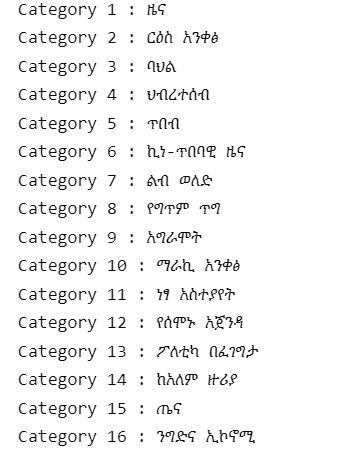 Category 1 : ዜና
Category 2 : ርዕስ አንቀፅ
Category 3 : ባህል
Category 4 : ህብረተሰብ
Category 5 : ጥበብ
Category 6 : ኪነ-ጥበባዊ ዜና
Category 7 : ልብ ወለድ
Category 8 : የግጥም ጥግ
Category 9 : አግራሞት
Category 10 : ማራኪ አንቀፅ
Category 11 : ነፃ አስተያየት
Category 12 : የሰሞኑ አጀንዳ
Category 13 : ፖለቲካ በፈገግታ
Category 14 : ከአለም ዙሪያ
Category 15 : ጤና
Category 16 : ንግድና ኢኮኖሚ